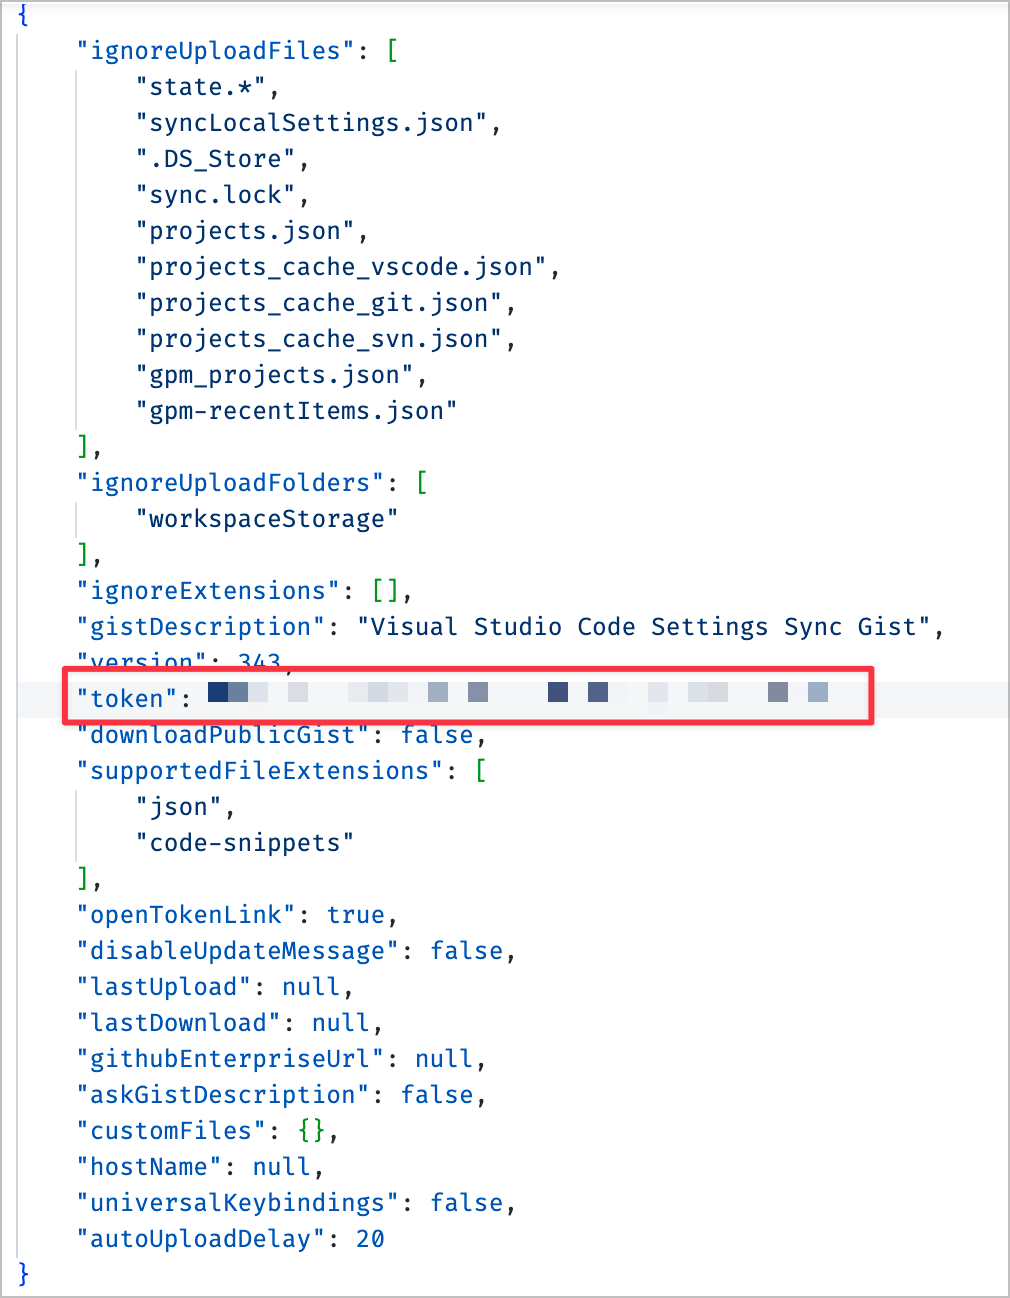 {
"ignoreUploadFiles": [
"state.*",
"syncLocalSettings.json",
".DS_Store",
"sync.lock",
"projects.json",
"projects_cache_vscode.json",
"projects_cache_git.json",
"projects_cache_svn.json",
"gpm_projects.json",
"gpm-recentItems.json"
],
"ignoreUploadFolders": [
"workspaceStorage"
],
"ignoreExtensions": [],
"gistDescription": "Visual Studio Code Settings Sync Gist",
"version": 343,
"token":
"downloadPublicGist": false,
"supportedFileExtensions": [
"json",
"code-snippets"
],
"openTokenLink": true,
"disableUpdateMessage": false,
"lastUpload": null,
"lastDownload": null,
"githubEnterpriseUrl": null,
"askGistDescription": false,
"customFiles": {},
"hostName": null,
"universalKeybindings": false,
"autoUploadDelay": 20
}